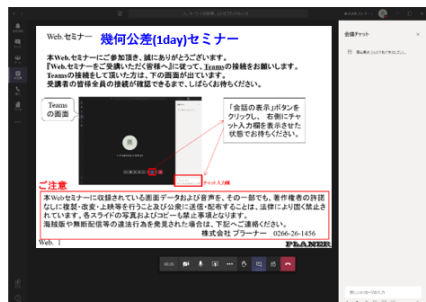 Web.セミナー 幾何公差(1day)セミナー
会議チャット
本Webセミナーにご参加頂き、誠にありがとうございます。
『Webセミナーをご受講いただく皆様へ』に従って、Teamsの接続をお願いします。
Teamsの接続をして頂いた方は、下の画面が出ています。
受講者の皆様全員の接続が確認できるまで、しばらくお待ちください。
Teams
の画面
「会話の表示」ボタンを
クリックし、右側にチャ
ット入力欄を表示させた
状態でお待ちください。
チャット入力欄
ご注意
本Webセミナーに収録されている画面データおよび音声を、その一部でも、著作権者の許諾
なしに複製・改変・上映等を行うこと及び公衆に送信・配布することは、法律により固く禁止さ
れています。各スライドの写真およびコピーも禁止事項となります。
海賊版や無断配信等の違法行為を発見された場合は、下記へご連絡ください。
株式会社 プラーナー 0266-26-1456
Web. 1
PLANER